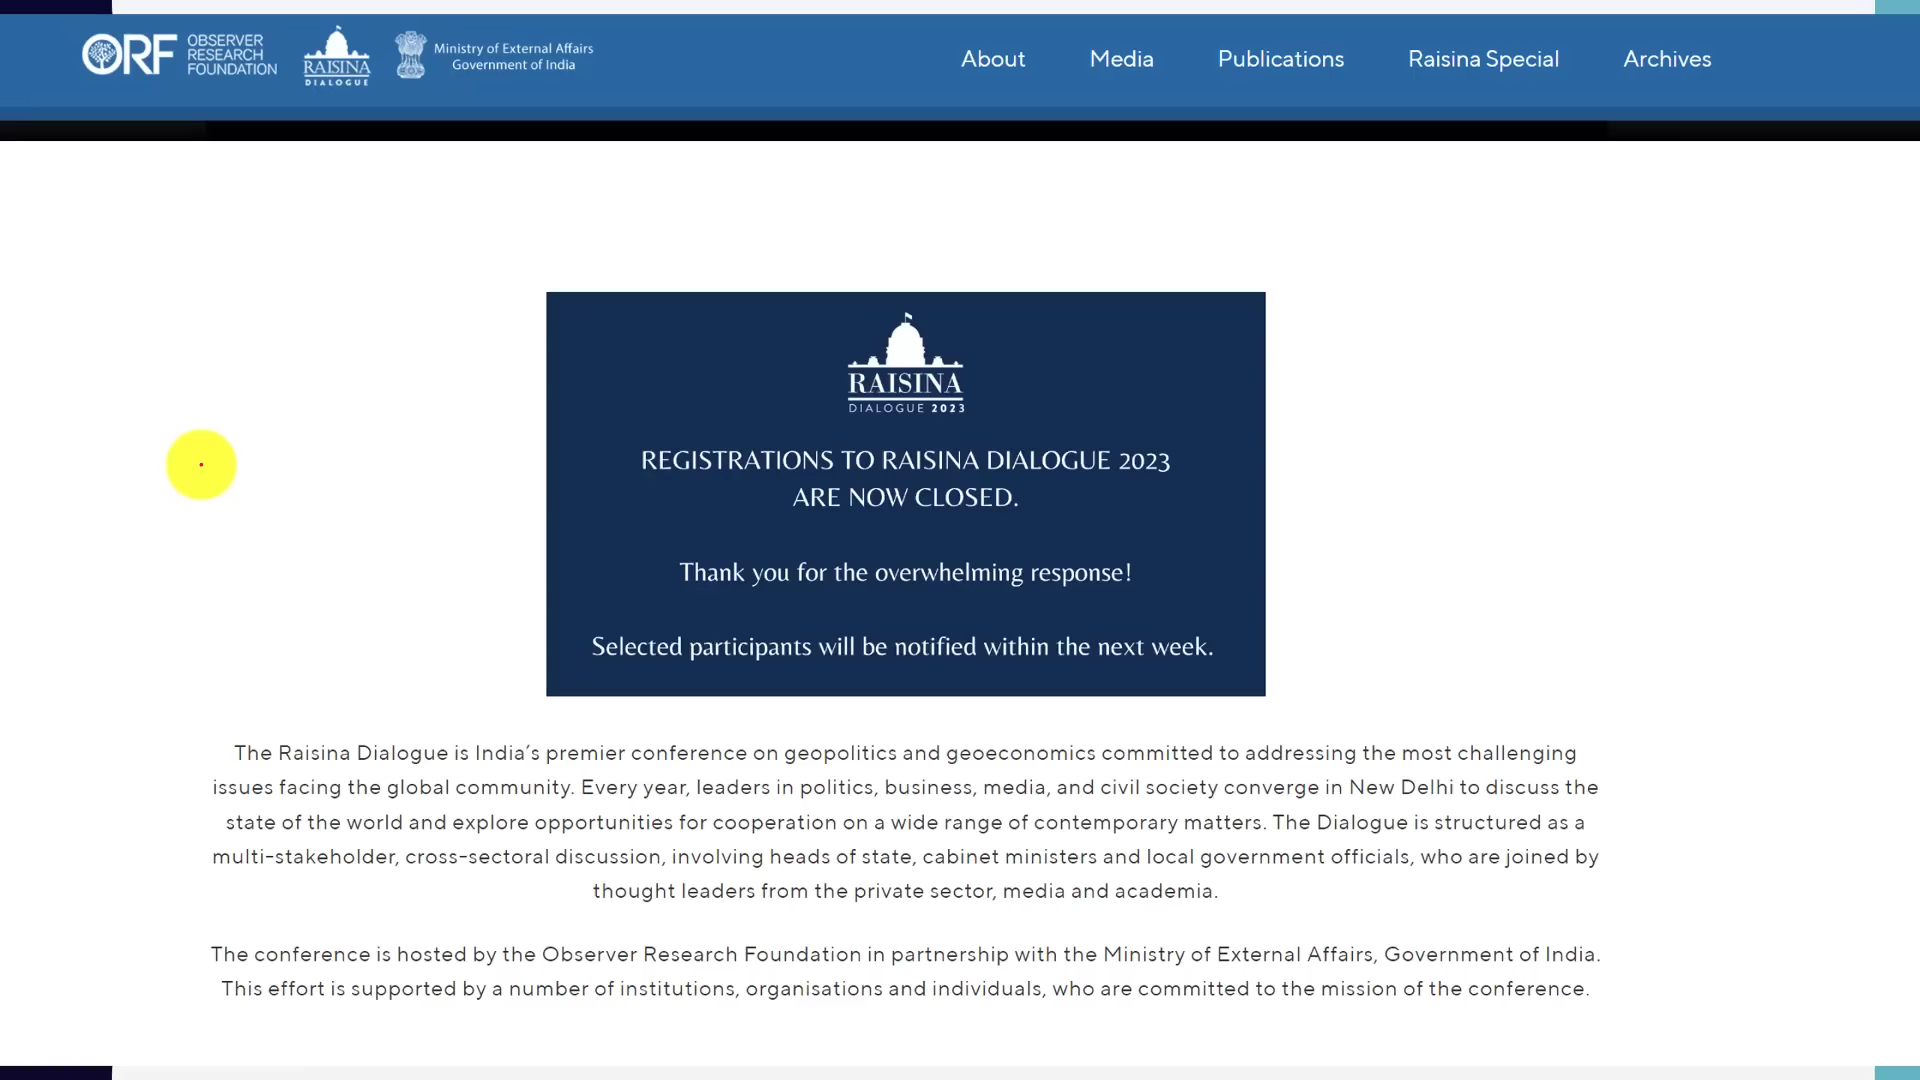 ORF OBSERVER
RESEARCH
FOUNDATION
RAISINA
DIALOGUE
Ministry of External Affairs
Government of India
About Media Publications Raisina Special Archives
RAISINA
DIALOGUE 2023
REGISTRATIONS TO RAISINA DIALOGUE 2023
ARE NOW CLOSED.
Thank you for the overwhelming response!
Selected participants will be notified within the next week.
The Raisina Dialogue is India’s premier conference on geopolitics and geoeconomics committed to addressing the most challenging
issues facing the global community. Every year, leaders in politics, business, media, and civil society converge in New Delhi to discuss the
state of the world and explore opportunities for cooperation on a wide range of contemporary matters. The Dialogue is structured as a
multi-stakeholder, cross-sectoral discussion, involving heads of state, cabinet ministers and local government officials, who are joined by
thought leaders from the private sector, media and academia.
The conference is hosted by the Observer Research Foundation in partnership with the Ministry of External Affairs, Government of India.
This effort is supported by a number of institutions, organisations and individuals, who are committed to the mission of the conference.